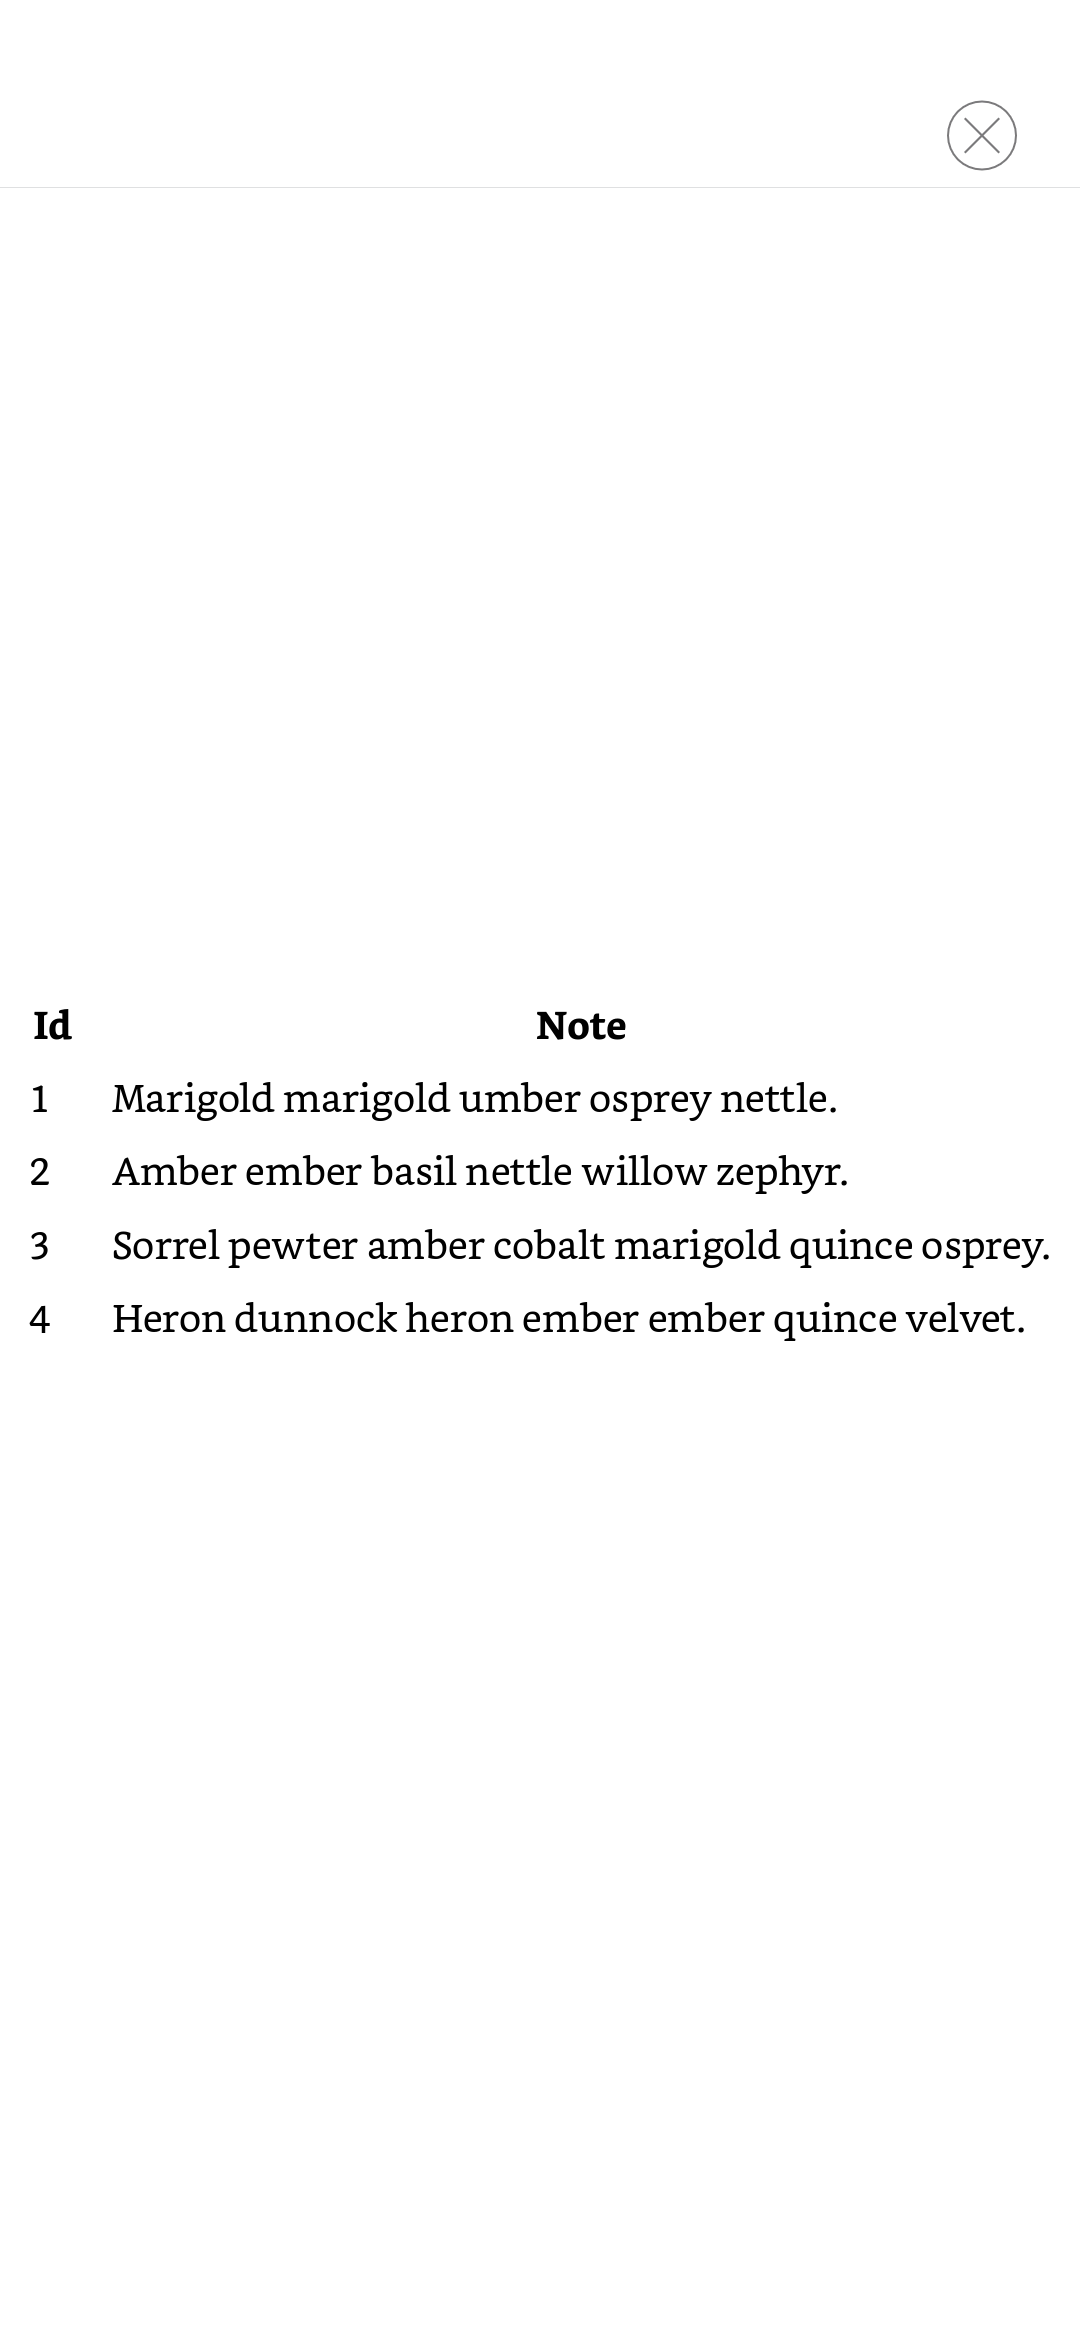 Id Note
1 Marigold marigold umber osprey nettle.
2 Amber ember basil nettle willow zephyr.
3 Sorrel pewter amber cobalt marigold quince osprey.
4 Heron dunnock heron ember ember quince velvet.